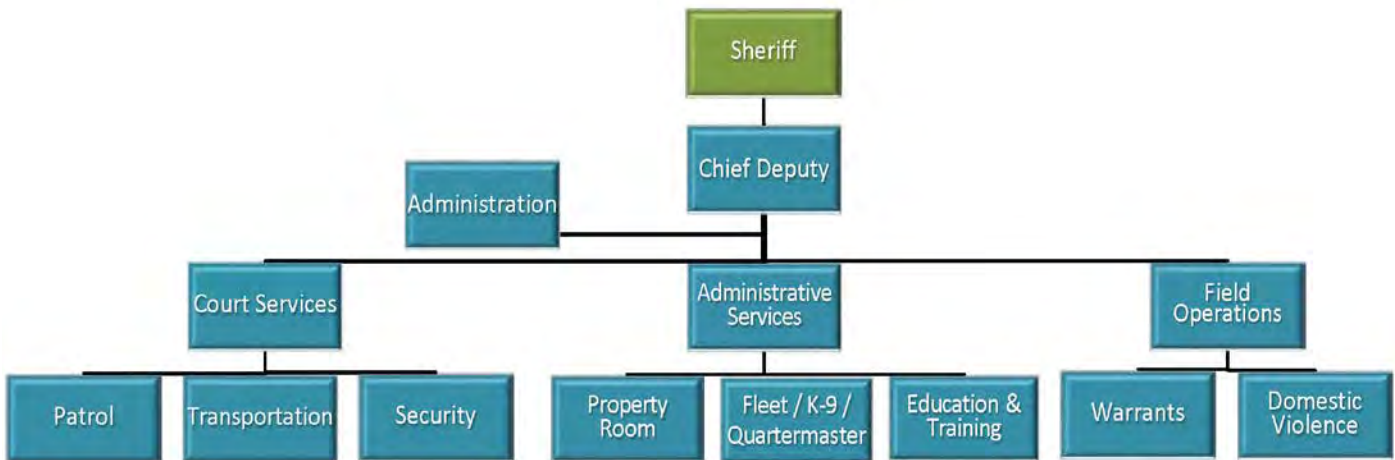 Sheriff
Chief Deputy
Administration
Court Services
Administrative
Services
Field
Operations
Patrol
Transportation
Security
Property
Room
Fleet / K-9 /
Quartermaster
Education &
Training
Warrants
Domestic
Violence